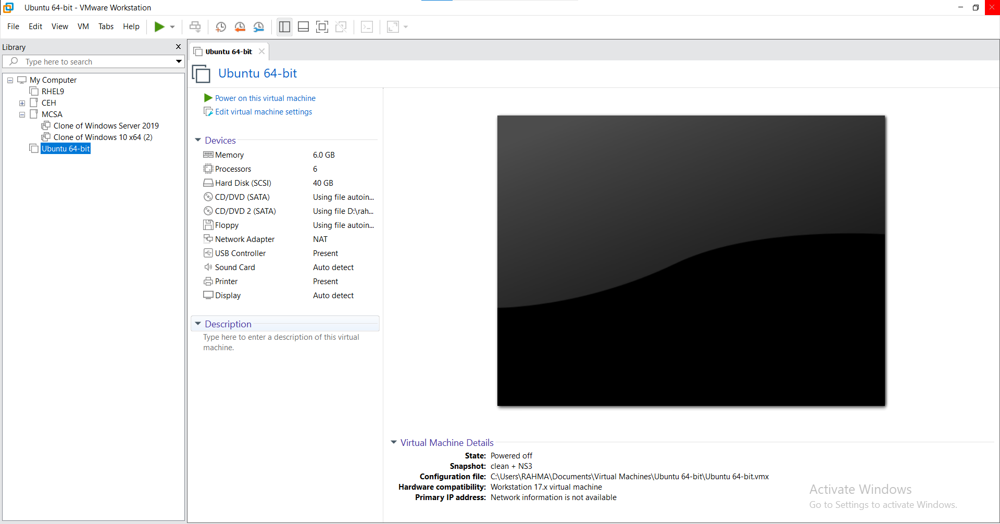 Ubuntu 64-bit - VMware Workstation
File Edit View VM Tabs Help
Library
Type here to search
My Computer
RHEL9
CEH
MCSA
Clone of Windows Server 2019
Clone of Windows 10 x64 (2)
Ubuntu 64-bit
Ubuntu 64-bit
Ubuntu 64-bit
Power on this virtual machine
Edit virtual machine settings
Devices
Memory 6.0 GB
Processors 6
Hard Disk (SCSI) 40 GB
CD/DVD (SATA) Using file autoin...
CD/DVD 2 (SATA) Using file D:\rah...
Floppy Using file autoin...
Network Adapter NAT
USB Controller Present
Sound Card Auto detect
Printer Present
Display Auto detect
Description
Type here to enter a description of this virtual
machine.
Virtual Machine Details
State: Powered off
Snapshot: clean + NS3
Configuration file: C:\Users\RAHMA\Documents\Virtual Machines\Ubuntu 64-bit\Ubuntu 64-bit.vmx
Hardware compatibility: Workstation 17.x virtual machine
Primary IP address: Network information is not available
Activate Windows
Go to Settings to activate Windows.